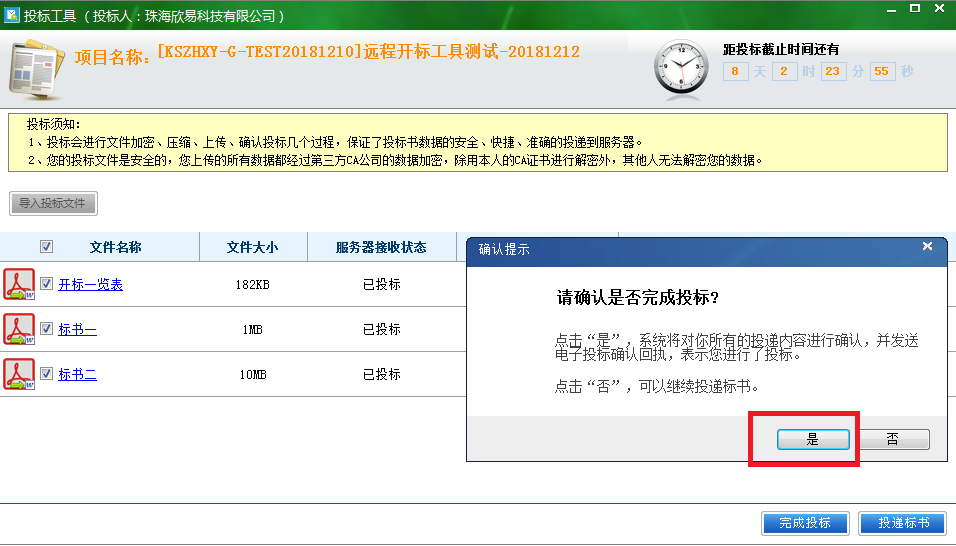 投标工具 ( 投标人：珠海欣易科技有限公司 )
项目名称：[KSZHXY-G-TEST20181210]远程开标工具测试-20181212
距投标截止时间还有
8 天 2 时 23 分 55 秒
投标须知：
1、投标会进行文件加密、压缩、上传、确认投标几个过程，保证了投标书数据的安全、快捷、准确的投递到服务器。
2、您的投标文件是安全的，您上传的所有数据都经过第三方CA公司的数据加密，除用本人的CA证书进行解密外，其他人无法解密您的数据。
导入投标文件
文件名称 文件大小 服务器接收状态
开标一览表 182KB 已投标
标书一 1MB 已投标
标书二 10MB 已投标
确认提示
请确认是否完成投标?
点击“是”，系统将对你所有的投递内容进行确认，并发送
电子投标确认回执，表示您进行了投标。
点击“否”，可以继续投递标书。
是 否
完成投标 投递标书